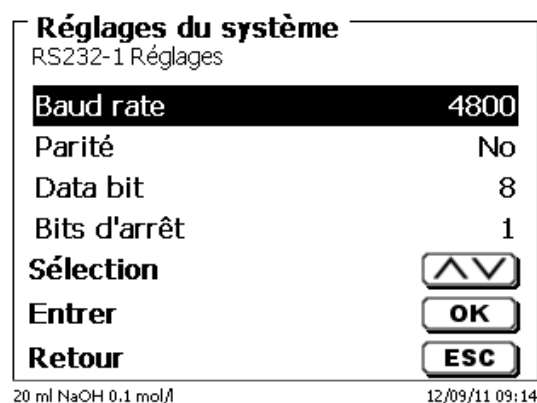 Réglages du système
RS232-1 Réglages
Baud rate 4800
Parité No
Data bit 8
Bits d'arrêt 1
Sélection
Entrer OK
Retour ESC
20 ml NaOH 0.1 mol/l 12/09/11 09:14